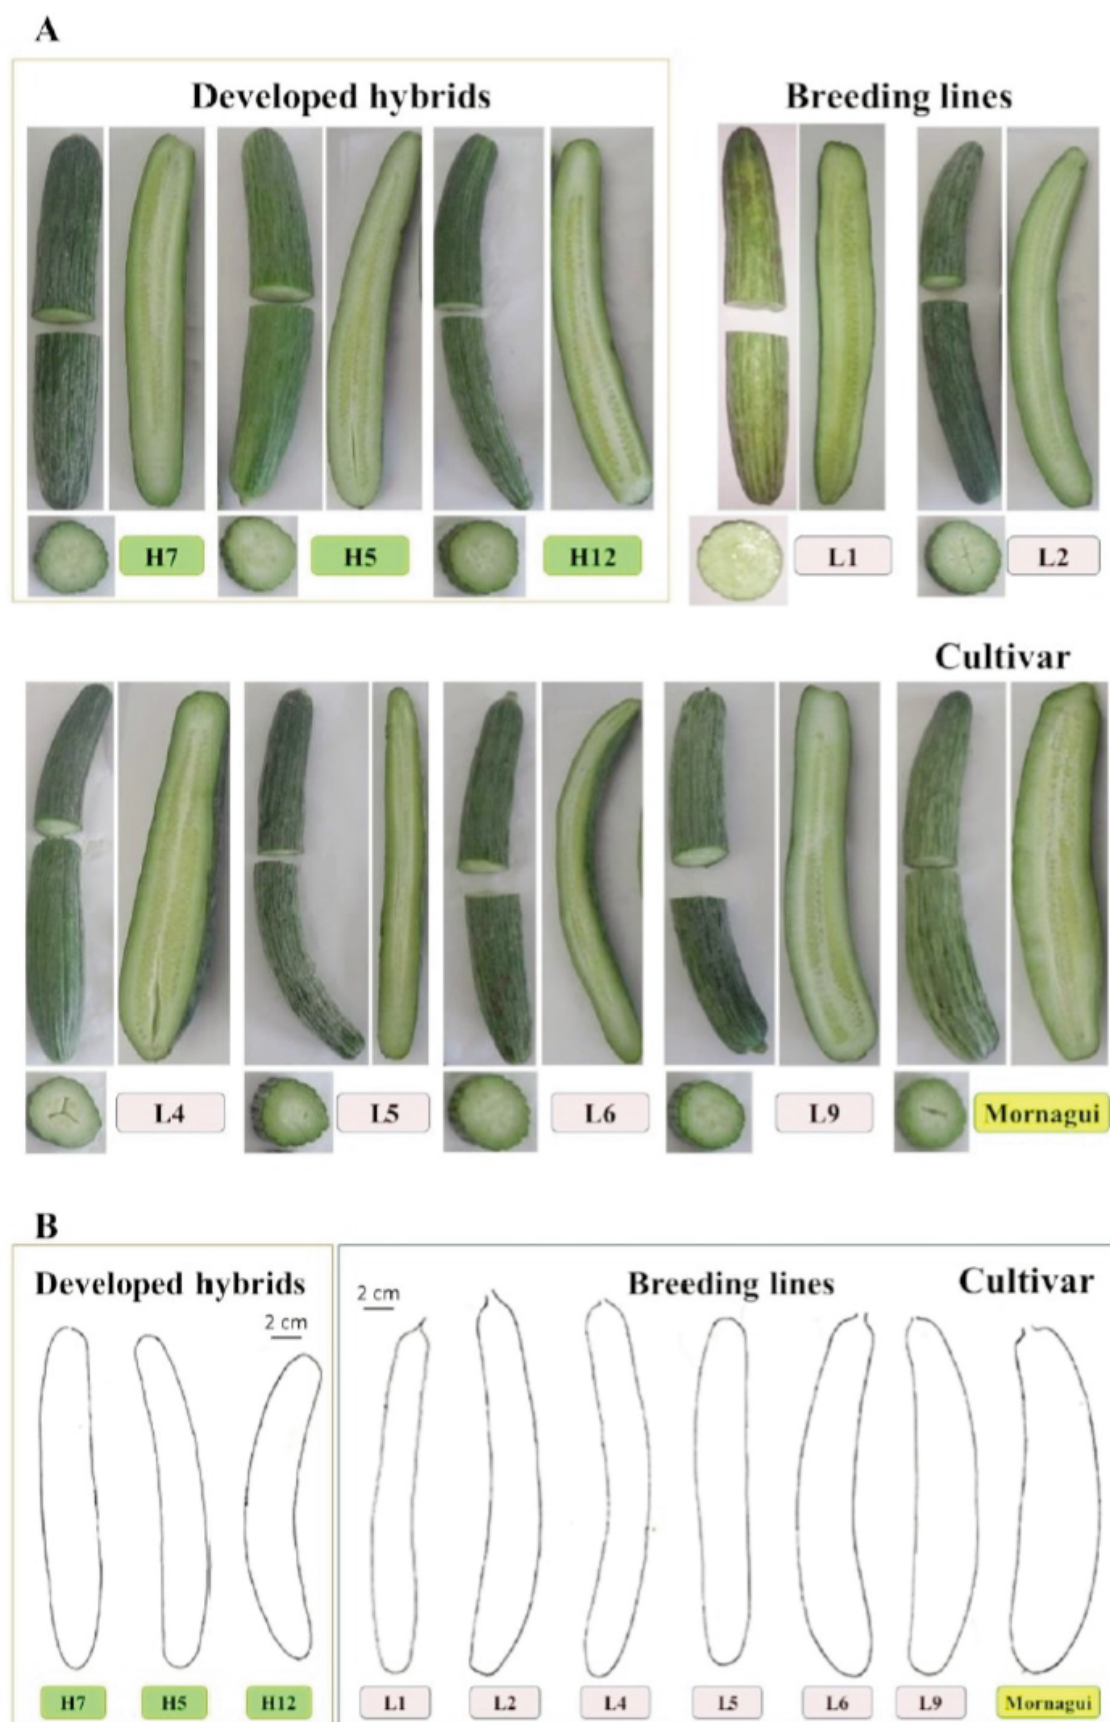 A
Developed hybrids
Breeding lines
H7
H5
H12
L1
L2
Cultivar
L4
L5
L6
L9
Mornagui
B
Developed hybrids
Breeding lines
Cultivar
2 cm
2 cm
H7
H5
H12
L1
L2
L4
L5
L6
L9
Mornagui